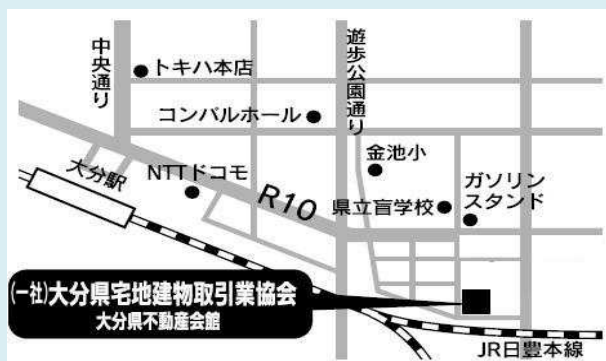 中央通り
トキハ本店
遊歩公園通り
コンパルホール
金池小
大分駅
NTTドコモ
ガソリン
スタンド
R10
県立盲学校
(一社)大分県宅地建物取引業協会
大分県不動産会館
JR日豊本線